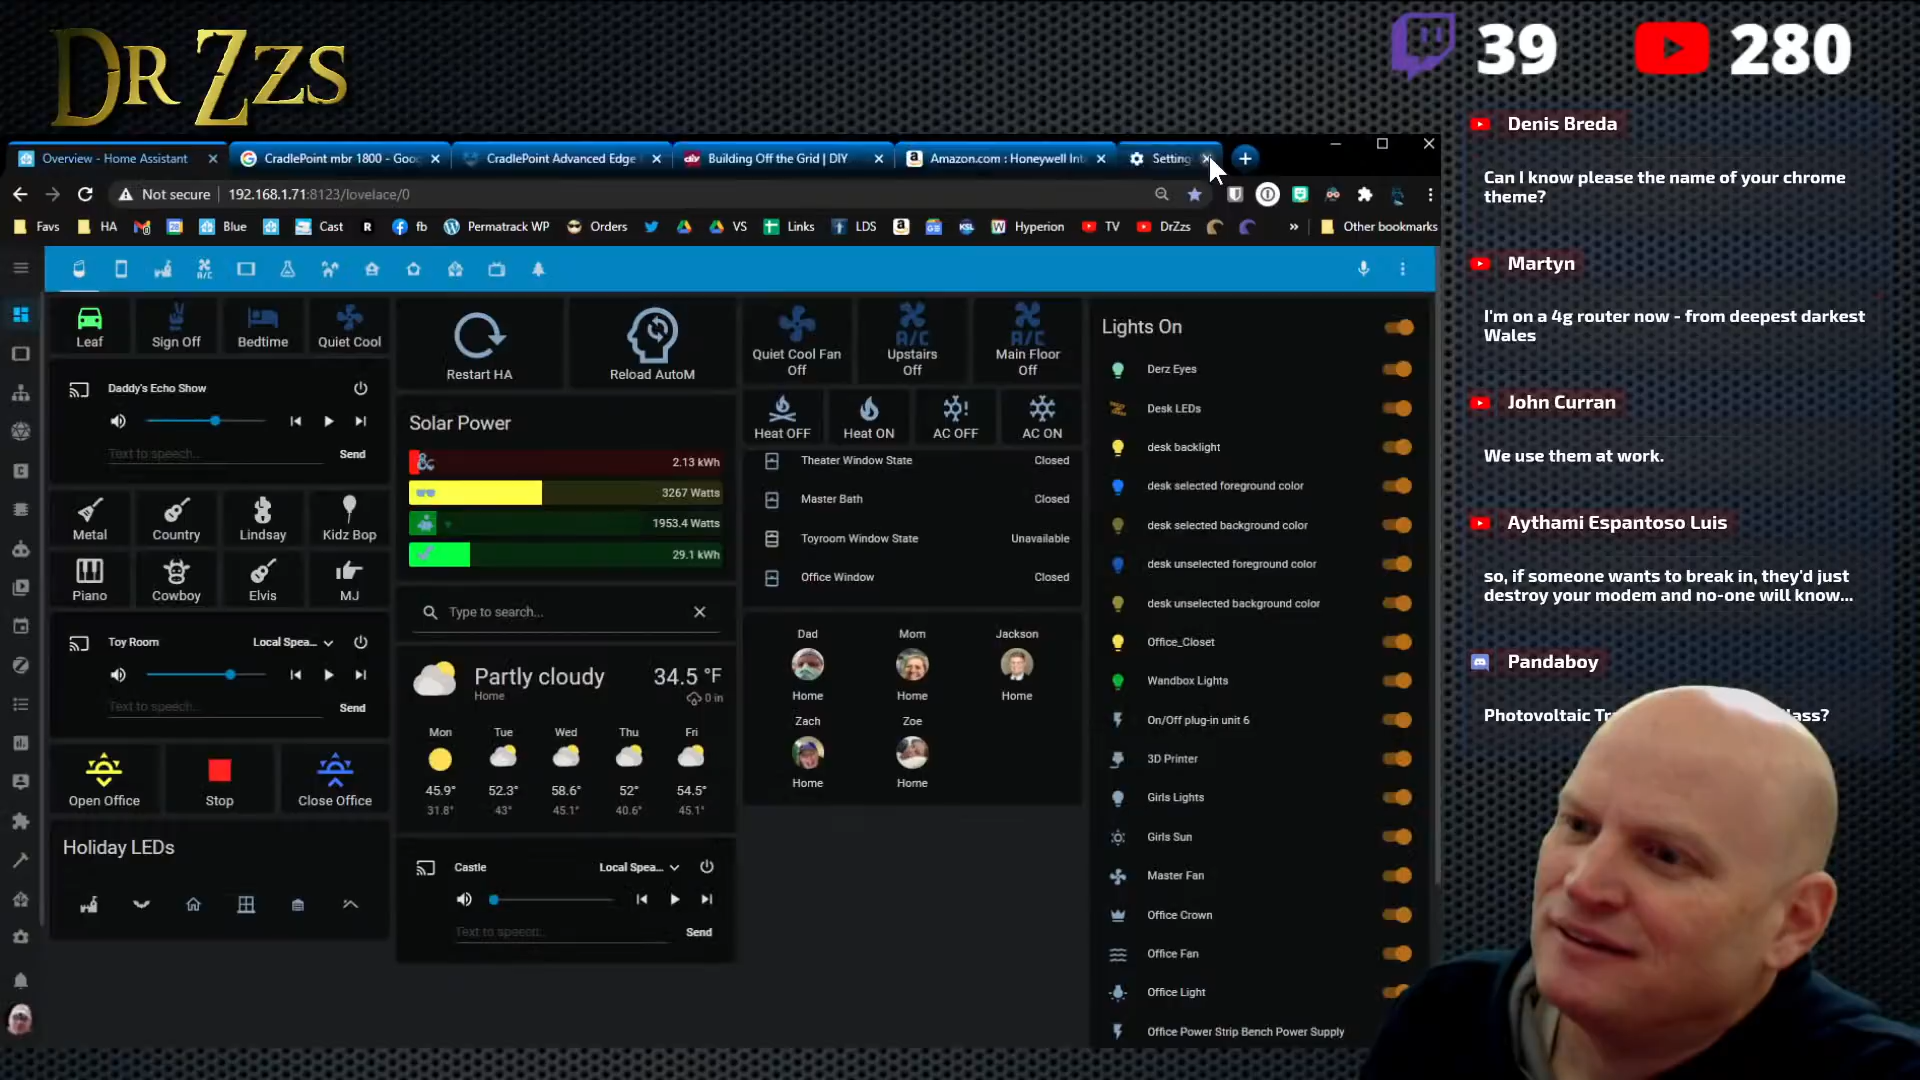 DR ZZS
39
280
Overview - Home Assistant
CradlePoint mbr 1800 - Goo
CradlePoint Advanced Edge
Building Off the Grid | DIY
Amazon.com : Honeywell Int
Setting
Not secure
192.168.1.71:8123/lovelace/0
Favs
HA
Blue
Cast
R
fb
Permatrack WP
Orders
VS
Links
LDS
KSL
Hyperion
TV
DrZzs
»
Other bookmarks
A/C
Leaf
Sign Off
Bedtime
Quiet Cool
Daddy's Echo Show
Text to speech...
Send
Metal
Country
Lindsay
Kidz Bop
Piano
Cowboy
Elvis
MJ
Toy Room
Local Spea...
Text to speech...
Send
Open Office
Stop
Close Office
Holiday LEDs
Restart HA
Reload AutoM
Solar Power
2.13 kWh
3267 Watts
1953.4 Watts
29.1 kWh
Type to search...
Partly cloudy
Home
34.5 °F
0 in
Mon
Tue
Wed
Thu
Fri
45.9°
52.3°
58.6°
52°
54.5°
31.8°
43°
45.1°
40.6°
45.1°
Castle
Local Spea...
Text to speech...
Send
Quiet Cool Fan
Off
A/C
Upstairs
Off
A/C
Main Floor
Off
Heat OFF
Heat ON
AC OFF
AC ON
Theater Window State
Closed
Master Bath
Closed
Toyroom Window State
Unavailable
Office Window
Closed
Dad
Mom
Jackson
Home
Home
Home
Zach
Zoe
Home
Home
Lights On
Derz Eyes
Desk LEDs
desk backlight
desk selected foreground color
desk selected background color
desk unselected foreground color
desk unselected background color
Office_Closet
Wandbox Lights
On/Off plug-in unit 6
3D Printer
Girls Lights
Girls Sun
Master Fan
Office Crown
Office Fan
Office Light
Office Power Strip Bench Power Supply
Denis Breda
Can I know please the name of your chrome
theme?
Martyn
I'm on a 4g router now - from deepest darkest
Wales
John Curran
We use them at work.
Aythami Espantoso Luis
so, if someone wants to break in, they'd just
destroy your modem and no-one will know...
Pandaboy
Photovoltaic